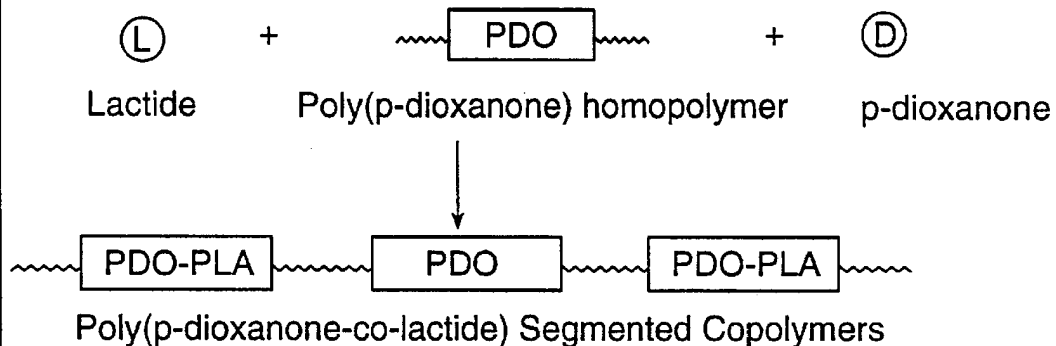 L + PDO + D
Lactide Poly(p-dioxanone) homopolymer p-dioxanone
PDO-PLA PDO PDO-PLA
Poly(p-dioxanone-co-lactide) Segmented Copolymers